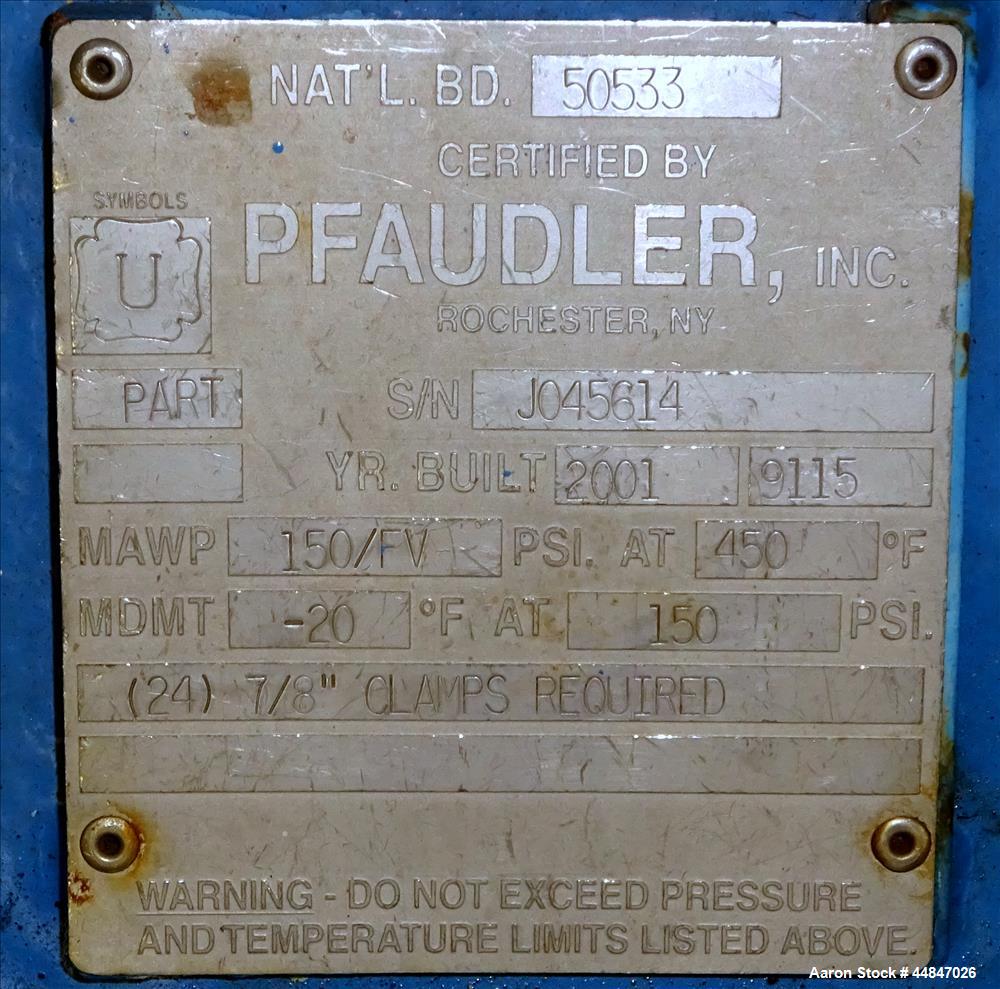 NAT'L. BD. 50533
CERTIFIED BY
SYMBOLS
U
PFAUDLER, INC.
ROCHESTER, NY
PART S/N J045614
YR. BUILT 2001 9115
MAWP 150/FV PSI. AT 450 °F
MDMT -20 °F AT 150 PSI.
(24) 7/8" CLAMPS REQUIRED
WARNING - DO NOT EXCEED PRESSURE
AND TEMPERATURE LIMITS LISTED ABOVE.
Aaron Stock # 44847026